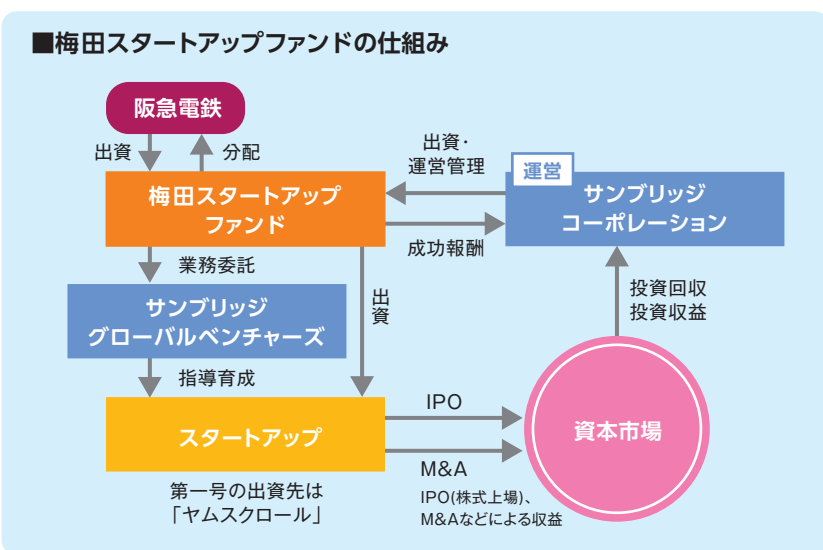 ■梅田スタートアップファンドの仕組み
阪急電鉄
出資
分配
出資・
運営管理
運営
梅田スタートアップ
ファンド
サンブリッジ
コーポレーション
成功報酬
業務委託
出資
投資回収
投資収益
サンブリッジ
グローバルベンチャーズ
指導育成
IPO
スタートアップ
資本市場
M&A
第一号の出資先は
「ヤムスクロール」
IPO(株式上場)、
M&Aなどによる収益